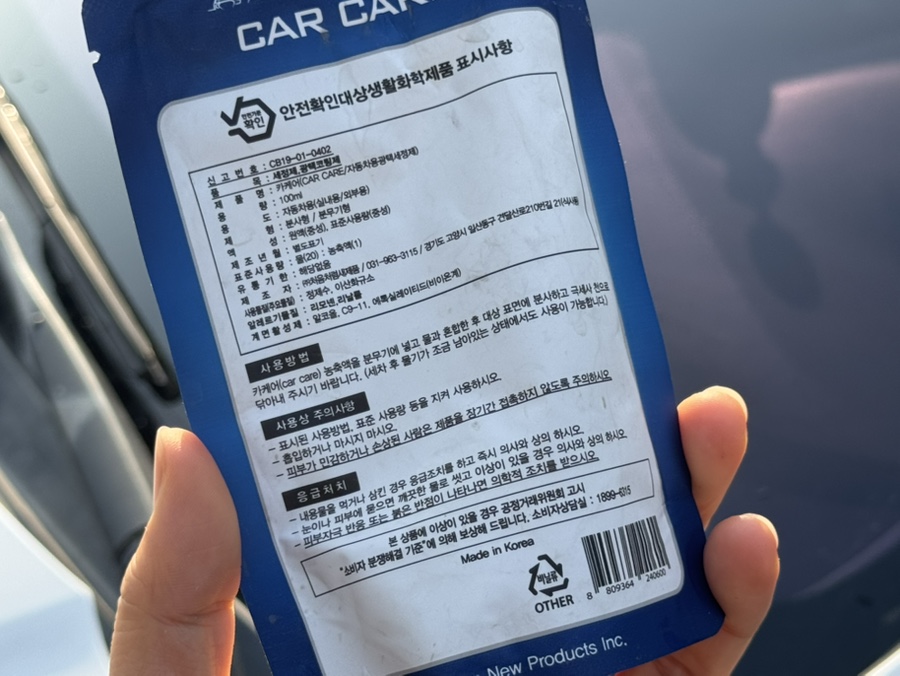 CAR CAR
안전기준
확인
안전확인대상생활화학제품 표시사항
신 고 번 호 : CB19-01-0402
품 목 : 세정제, 광택코팅제
제 품 명 : 카케어(CAR CARE/자동차용광택세정제)
용 량 : 100ml
용 도 : 자동차용(실내용/외부용)
제 형 : 분사형 / 분무기형
액 성 : 원액(중성), 표준사용량(중성)
제 조 년 월 : 별도표기
표준사용량 : 물(20) : 농축액(1)
유 통 기 한 : 해당없음
제 조 자 : ㈜처음처럼새제품 / 031-963-3115 / 경기도 고양시 일산동구 견달산로210번길 21(식사동)
사용물질(주요물질) : 정제수, 이산화규소
알레르기물질 : 리모넨,리날룰
계면활성제 : 알코올, C9-11, 에톡실레이티드(비이온계)
사용방법
카케어(car care) 농축액을 분무기에 넣고 물과 혼합한 후 대상 표면에 분사하고 극세사 천으로
닦아내 주시기 바랍니다. (세차 후 물기가 조금 남아있는 상태에서도 사용이 가능합니다)
사용상 주의사항
- 표시된 사용방법, 표준 사용량 등을 지켜 사용하시오.
- 흡입하거나 마시지 마시오.
- 피부가 민감하거나 손상된 사람은 제품을 장기간 접촉하지 않도록 주의하시오.
응급처치
- 내용물을 먹거나 삼킨 경우 응급조치를 하고 즉시 의사와 상의 하시오.
- 눈이나 피부에 묻으면 깨끗한 물로 씻고 이상이 있을 경우 의사와 상의 하시오.
- 피부자극 반응 또는 붉은 반점이 나타나면 의학적 조치를 받으시오.
본 상품에 이상이 있을 경우 공정거래위원회 고시
"소비자 분쟁해결 기준"에 의해 보상해 드립니다. 소비자상담실 : 1899-6315
Made in Korea
비닐류
OTHER
8 809364 240600
New Products Inc.